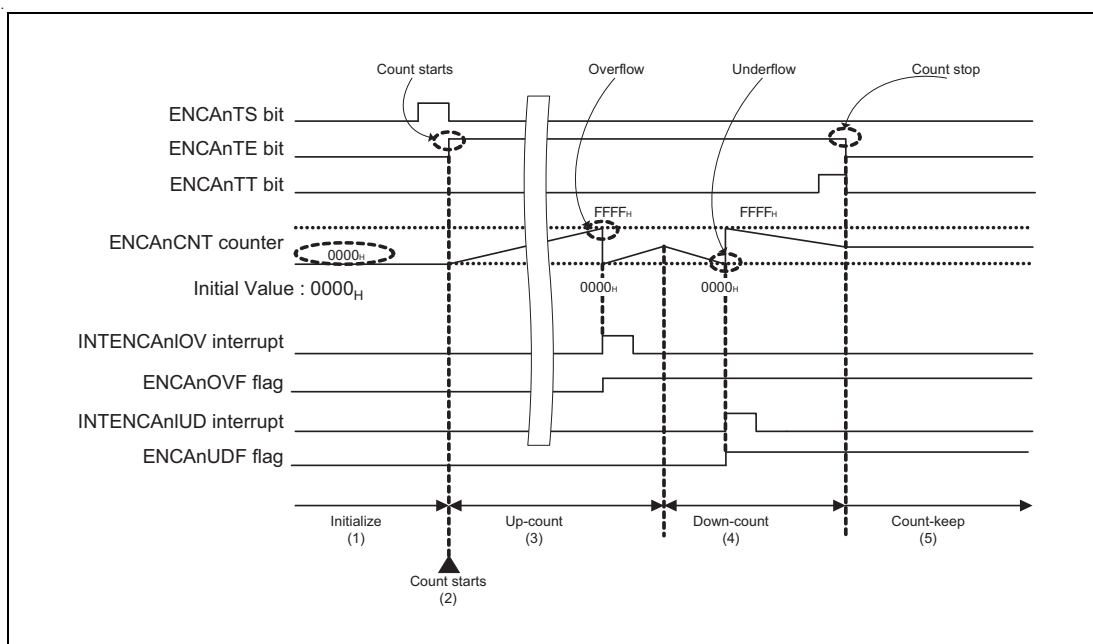 Count starts
Overflow
Underflow
Count stop
ENCAnTS bit
ENCAnTE bit
ENCAnTT bit
FFFFH
FFFFH
ENCAnCNT counter
0000H
Initial Value : 0000H
0000H
0000H
INTENCAnIOV interrupt
ENCAnOVF flag
INTENCAnIUD interrupt
ENCAnUDF flag
Initialize
(1)
Up-count
(3)
Down-count
(4)
Count-keep
(5)
Count starts
(2)